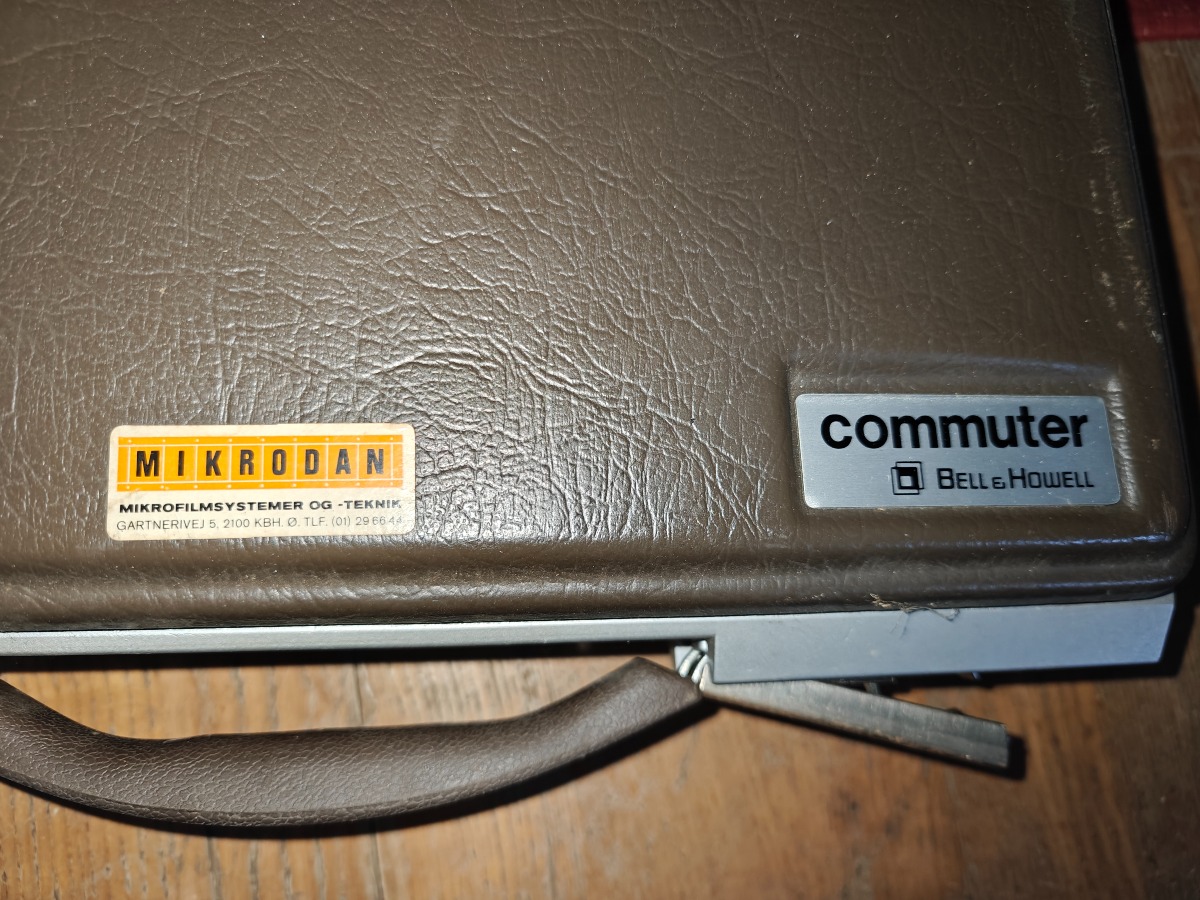 MIKRODAN
MIKROFILMSYSTEMER OG -TEKNIK
GARTNERIVEJ 5, 2100 KBH. Ø. TLF. (01) 29 66 44
commuter
BELL & HOWELL